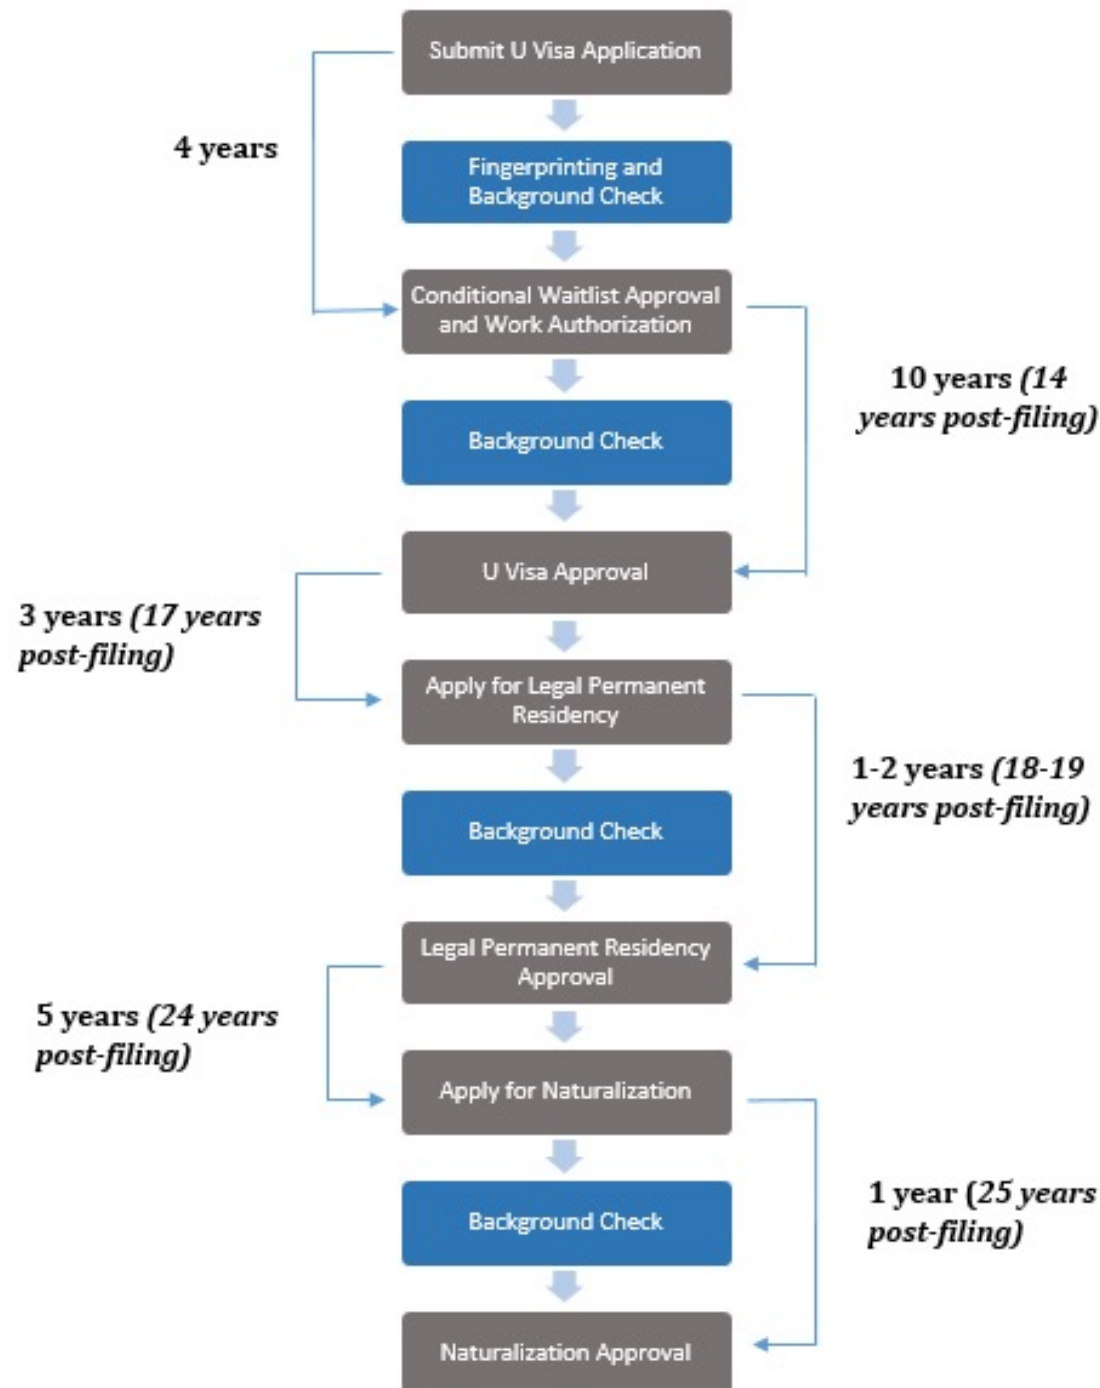 Submit U Visa Application
4 years
Fingerprinting and
Background Check
Conditional Waitlist Approval
and Work Authorization
10 years (14
years post-filing)
Background Check
U Visa Approval
3 years (17 years
post-filing)
Apply for Legal Permanent
Residency
1-2 years (18-19
years post-filing)
Background Check
Legal Permanent Residency
Approval
5 years (24 years
post-filing)
Apply for Naturalization
1 year (25 years
post-filing)
Background Check
Naturalization Approval